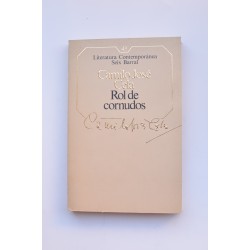 Literatura Contemporánea
Seix Barral
Camilo José
Cela
Rol de
cornudos